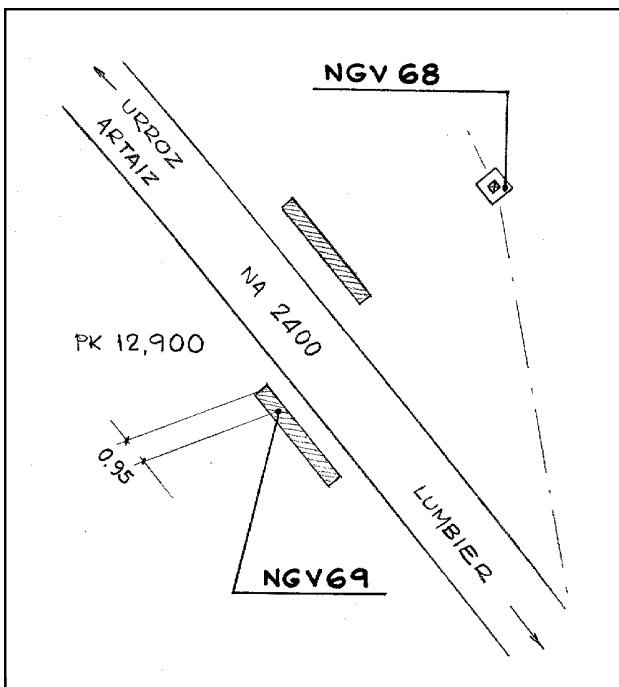 NGV 68
URROZ
ARTAIZ
NA 2400
PK 12,900
0.95
LUMBIER
NGV69